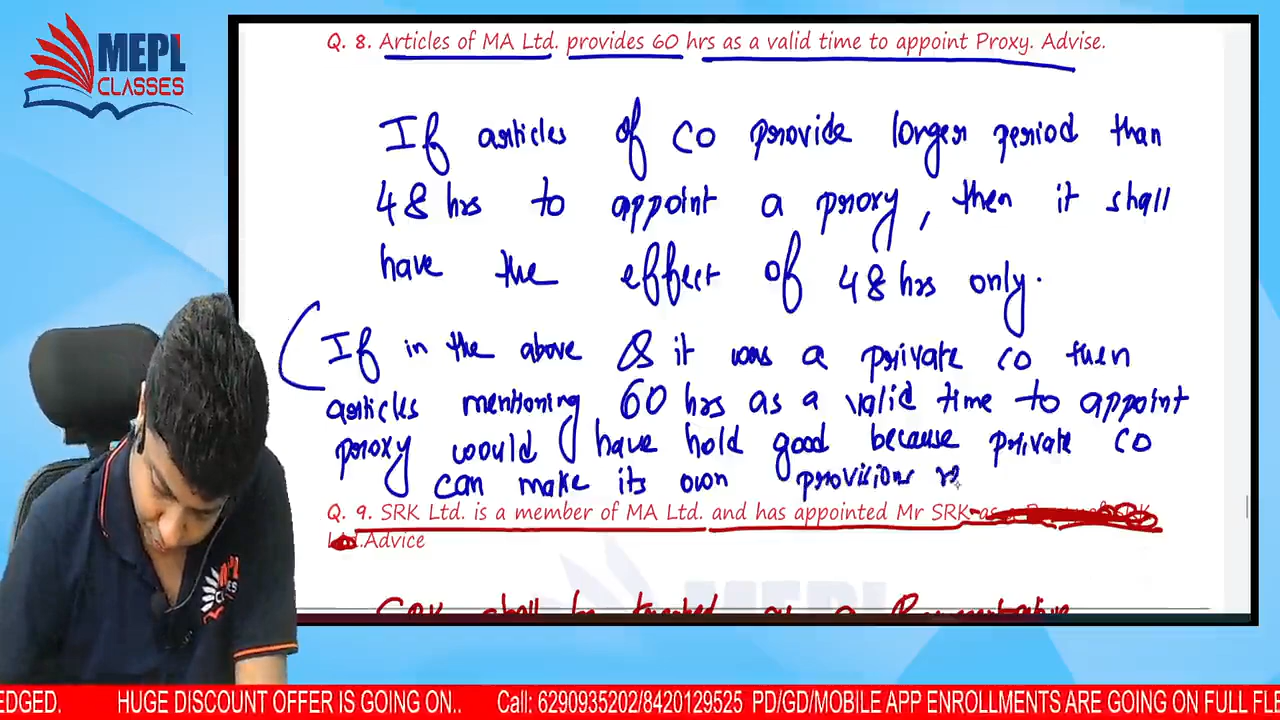 MEPL
CLASSES
Q. 8. Articles of MA Ltd. provides 60 hrs as a valid time to appoint Proxy. Advise.
If articles of co provide longer period than
48 hrs to appoint a proxy, then it shall
have the effect of 48 hrs only.
If in the above Q it was a private co then
articles mentioning 60 hrs as a valid time to appoint
proxy would have hold good because private co
can make its own provisions
Q. 9. SRK Ltd. is a member of MA Ltd. and has appointed Mr SRK
Advice
shall be treated as a Representative
EDGED. HUGE DISCOUNT OFFER IS GOING ON.. Call: 6290935202/8420129525 PD/GD/MOBILE APP ENROLLMENTS ARE GOING ON FULL FLE